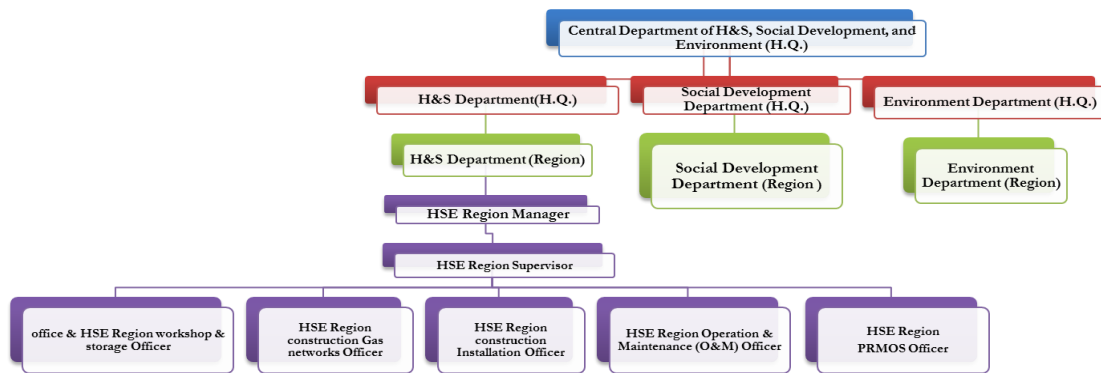 Central Department of H&S, Social Development, and
Environment (H.Q.)
H&S Department(H.Q.)
Social Development
Department (H.Q.)
Environment Department (H.Q.)
H&S Department (Region)
Social Development
Department (Region )
Environment
Department (Region)
HSE Region Manager
HSE Region Supervisor
office & HSE Region workshop &
storage Officer
HSE Region
construction Gas
networks Officer
HSE Region
construction
Installation Officer
HSE Region Operation &
Maintenance (O&M) Officer
HSE Region
PRMOS Officer